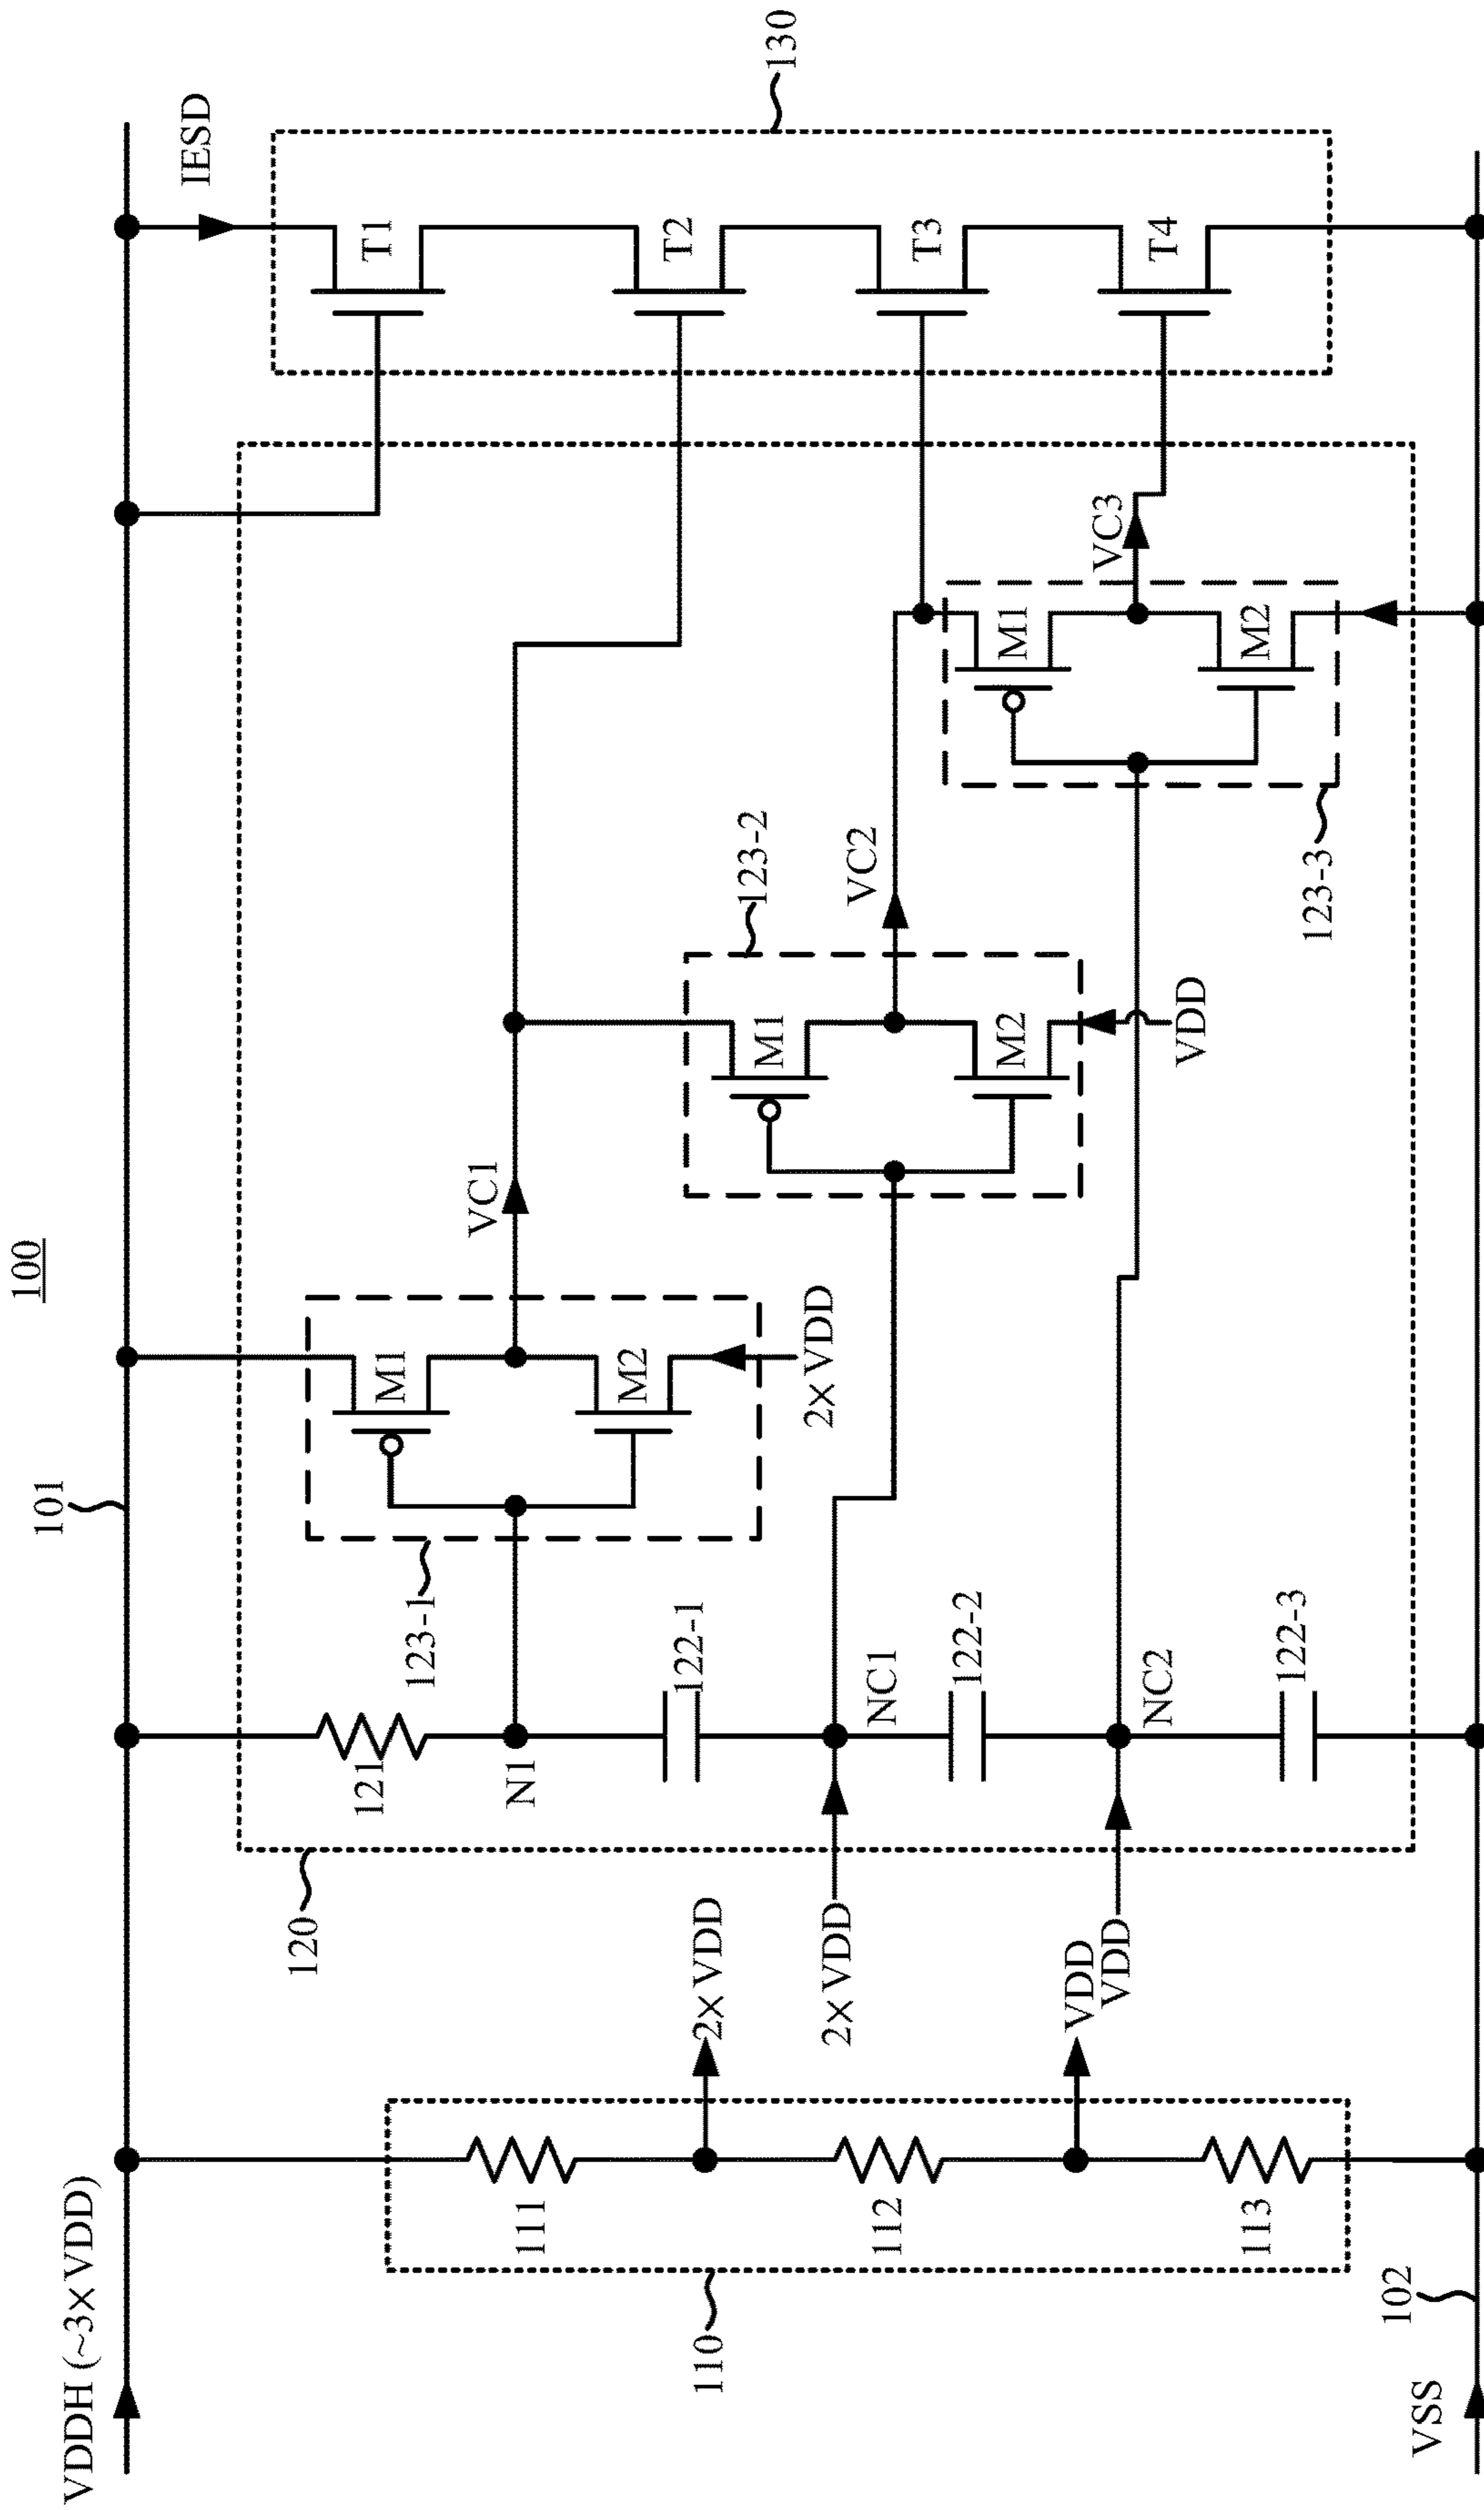 100
VDDH (~3×VDD)
101
IESD
130
T1
T2
T3
T4
120
121
N1
122-1
NC1
122-2
NC2
122-3
123-1
M1
M2
2×VDD
VC1
123-2
M1
M2
VDD
VC2
123-3
M1
M2
VC3
2×VDD
2×VDD
VDD
VDD
110
111
112
113
102
VSS